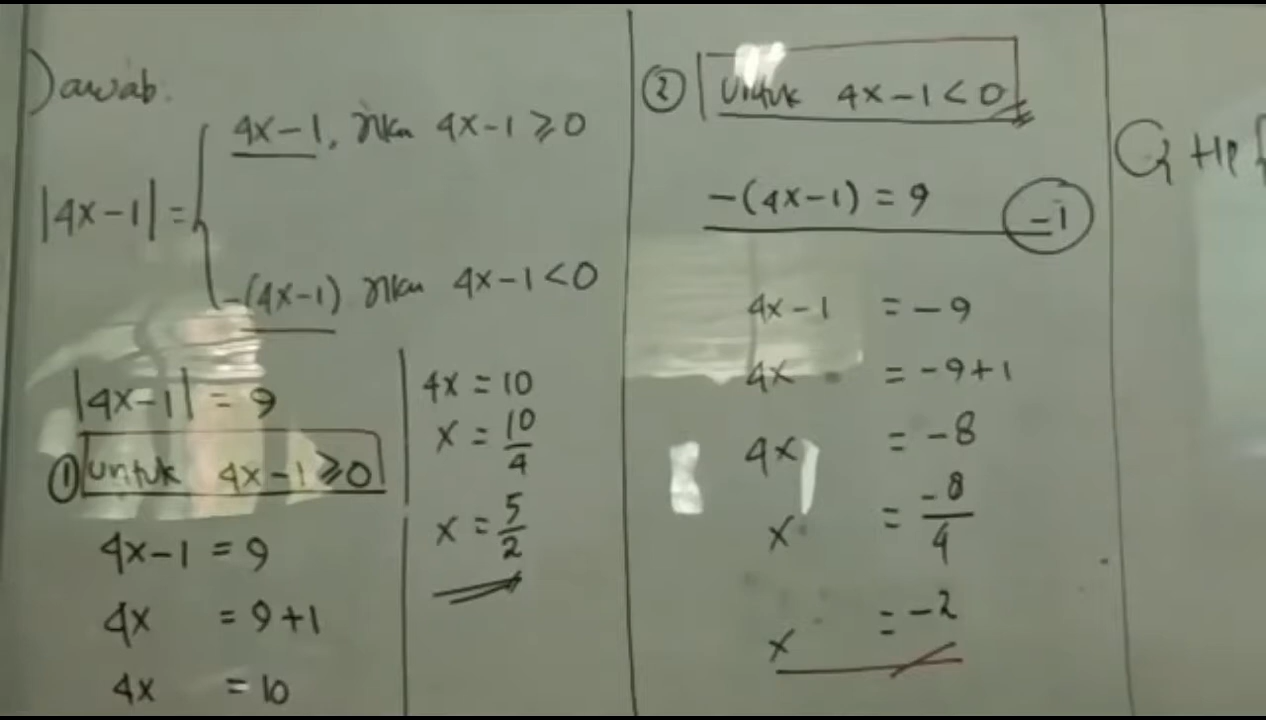 Jawab:
|4x-1| = { 4x-1, jika 4x-1 ≥ 0
-(4x-1) jika 4x-1 < 0
|4x-1| = 9
① untuk 4x-1 ≥ 0
4x-1 = 9
4x = 9+1
4x = 10
4x = 10
x = 10/4
x = 5/2
② untuk 4x-1 < 0
-(4x-1) = 9 (-1)
4x-1 = -9
4x = -9+1
4x = -8
x = -8/4
x = -2